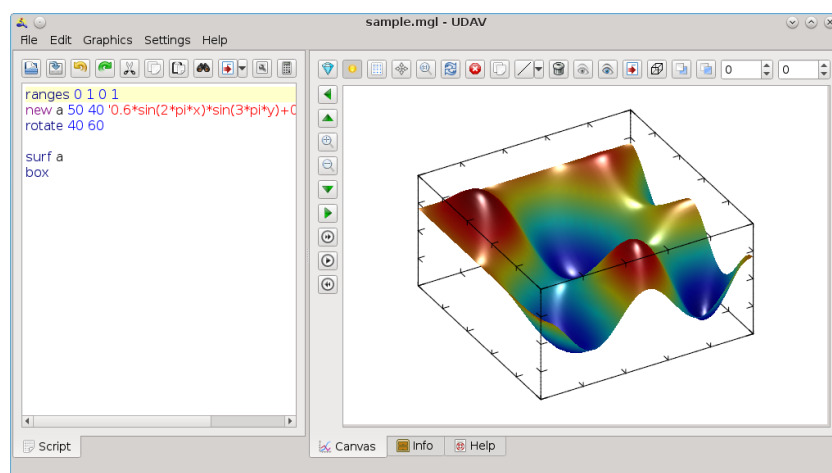 sample.mgl - UDAV
File Edit Graphics Settings Help
0 0
ranges 0 1 0 1
new a 50 40 '0.6*sin(2*pi*x)*sin(3*pi*y)+0
rotate 40 60
surf a
box
Script
Canvas Info Help